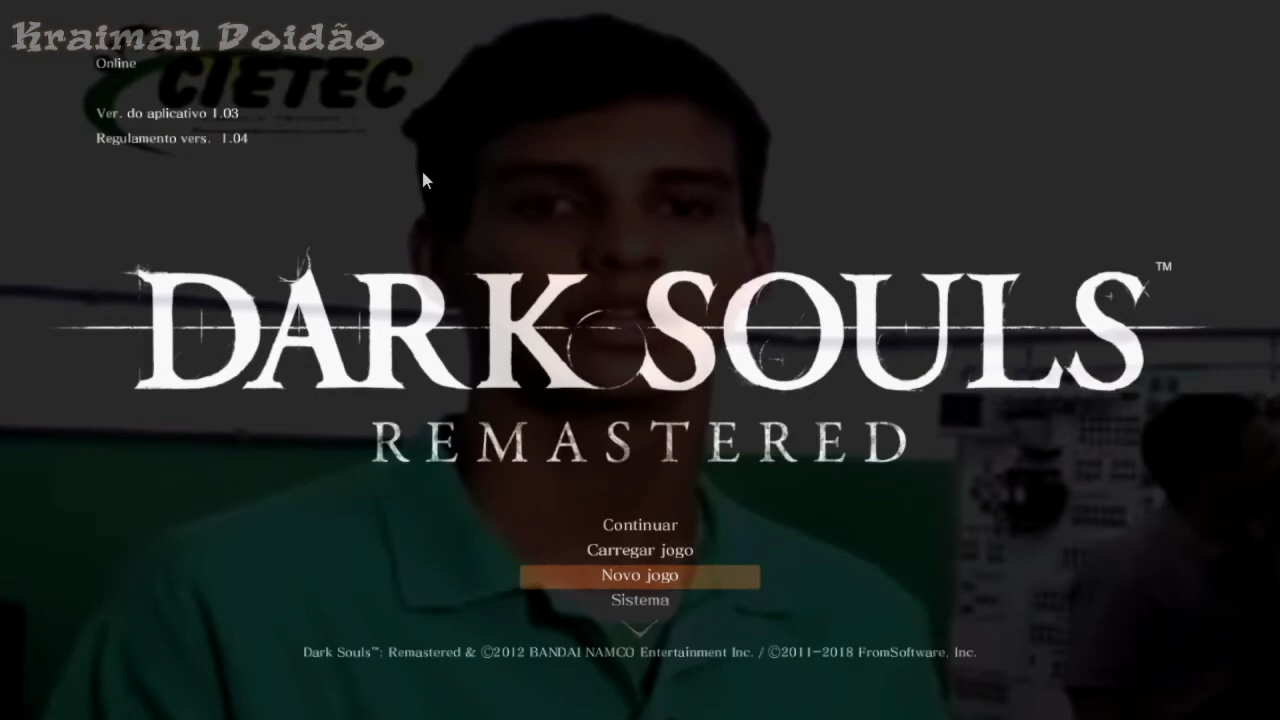 Kraiman Doidão
Online
CIETEC
Ver. do aplicativo 1.03
Regulamento vers. 1.04
DARK SOULS™
REMASTERED
Continuar
Carregar jogo
Novo jogo
Sistema
Dark Souls™: Remastered & ©2012 BANDAI NAMCO Entertainment Inc. / ©2011-2018 FromSoftware, Inc.